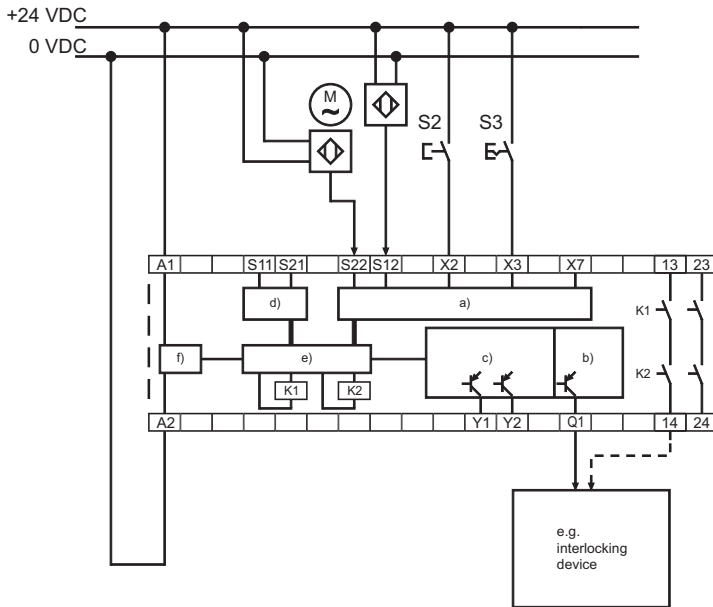 +24 VDC
0 VDC
M
~
S2 S3
A1 S11 S21 S22 S12 X2 X3 X7 13 23
d) a)
K1
f) e) c) b)
K1 K2 K2
A2 Y1 Y2 Q1 14 24
e.g.
interlocking
device